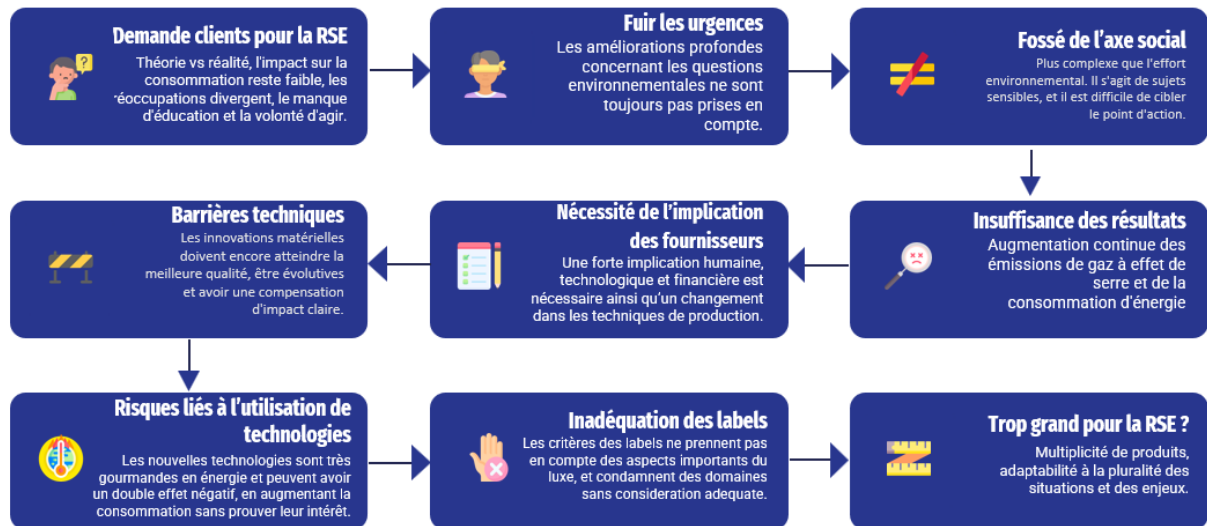 Demande clients pour la RSE
Théorie vs réalité, l'impact sur la
consommation reste faible, les
réoccupations divergent, le manque
d'éducation et la volonté d'agir.
Fuir les urgences
Les améliorations profondes
concernant les questions
environnementales ne sont
toujours pas prises en
compte.
Fossé de l'axe social
Plus complexe que l'effort
environnemental. Il s'agit de sujets
sensibles, et il est difficile de cibler
le point d'action.
Insuffisance des résultats
Augmentation continue des
émissions de gaz à effet de
serre et de la
consommation d'énergie
Nécessité de l'implication
des fournisseurs
Une forte implication humaine,
technologique et financière est
nécessaire ainsi qu'un changement
dans les techniques de production.
Barrières techniques
Les innovations matérielles
doivent encore atteindre la
meilleure qualité, être évolutives
et avoir une compensation
d'impact claire.
Risques liés à l'utilisation de
technologies
Les nouvelles technologies sont très
gourmandes en énergie et peuvent avoir
un double effet négatif, en augmentant la
consommation sans prouver leur intérêt.
Inadéquation des labels
Les critères des labels ne prennent pas
en compte des aspects importants du
luxe, et condamnent des domaines
sans consideration adequate.
Trop grand pour la RSE ?
Multiplicité de produits,
adaptabilité à la pluralité des
situations et des enjeux.